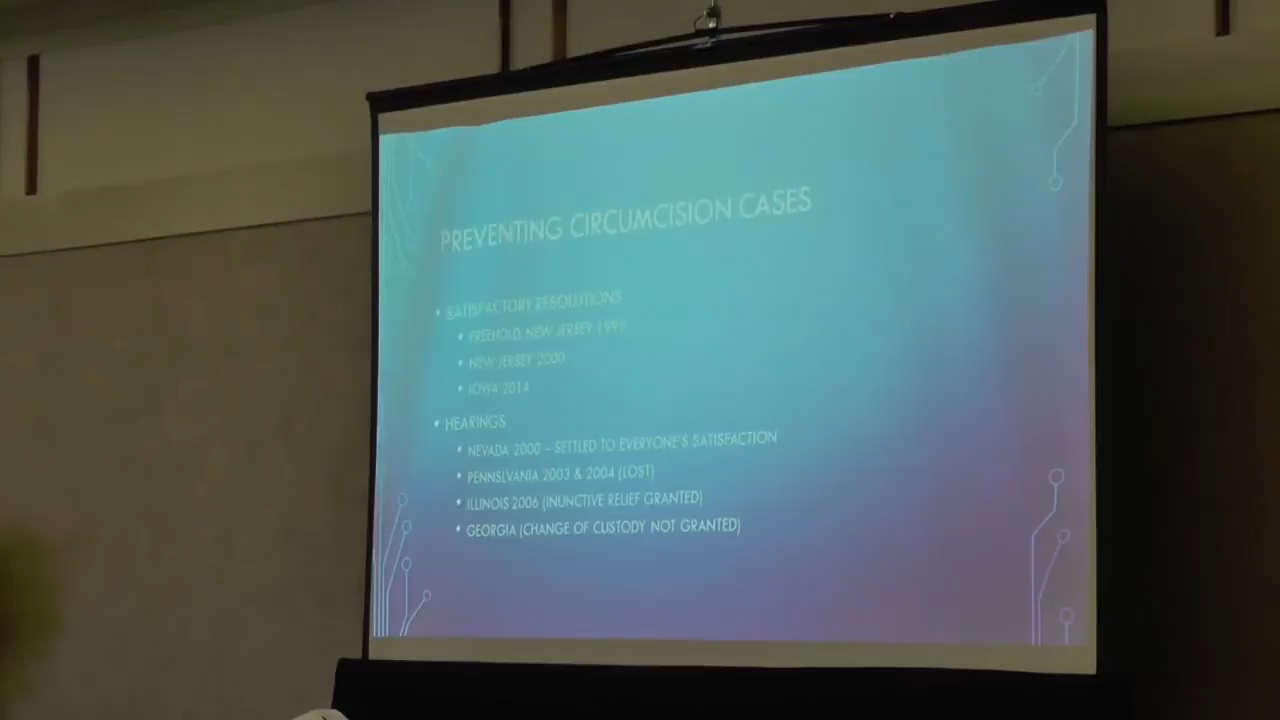 PREVENTING CIRCUMCISION CASES
• SATISFACTORY RESOLUTIONS
• FREEHOLD, NEW JERSEY 1999
• NEW JERSEY 2000
• IOWA 2014
• HEARINGS
• NEVADA 2000 – SETTLED TO EVERYONE'S SATISFACTION
• PENNSLVANIA 2003 & 2004 (LOST)
• ILLINOIS 2006 (INUNCTIVE RELIEF GRANTED)
• GEORGIA (CHANGE OF CUSTODY NOT GRANTED)